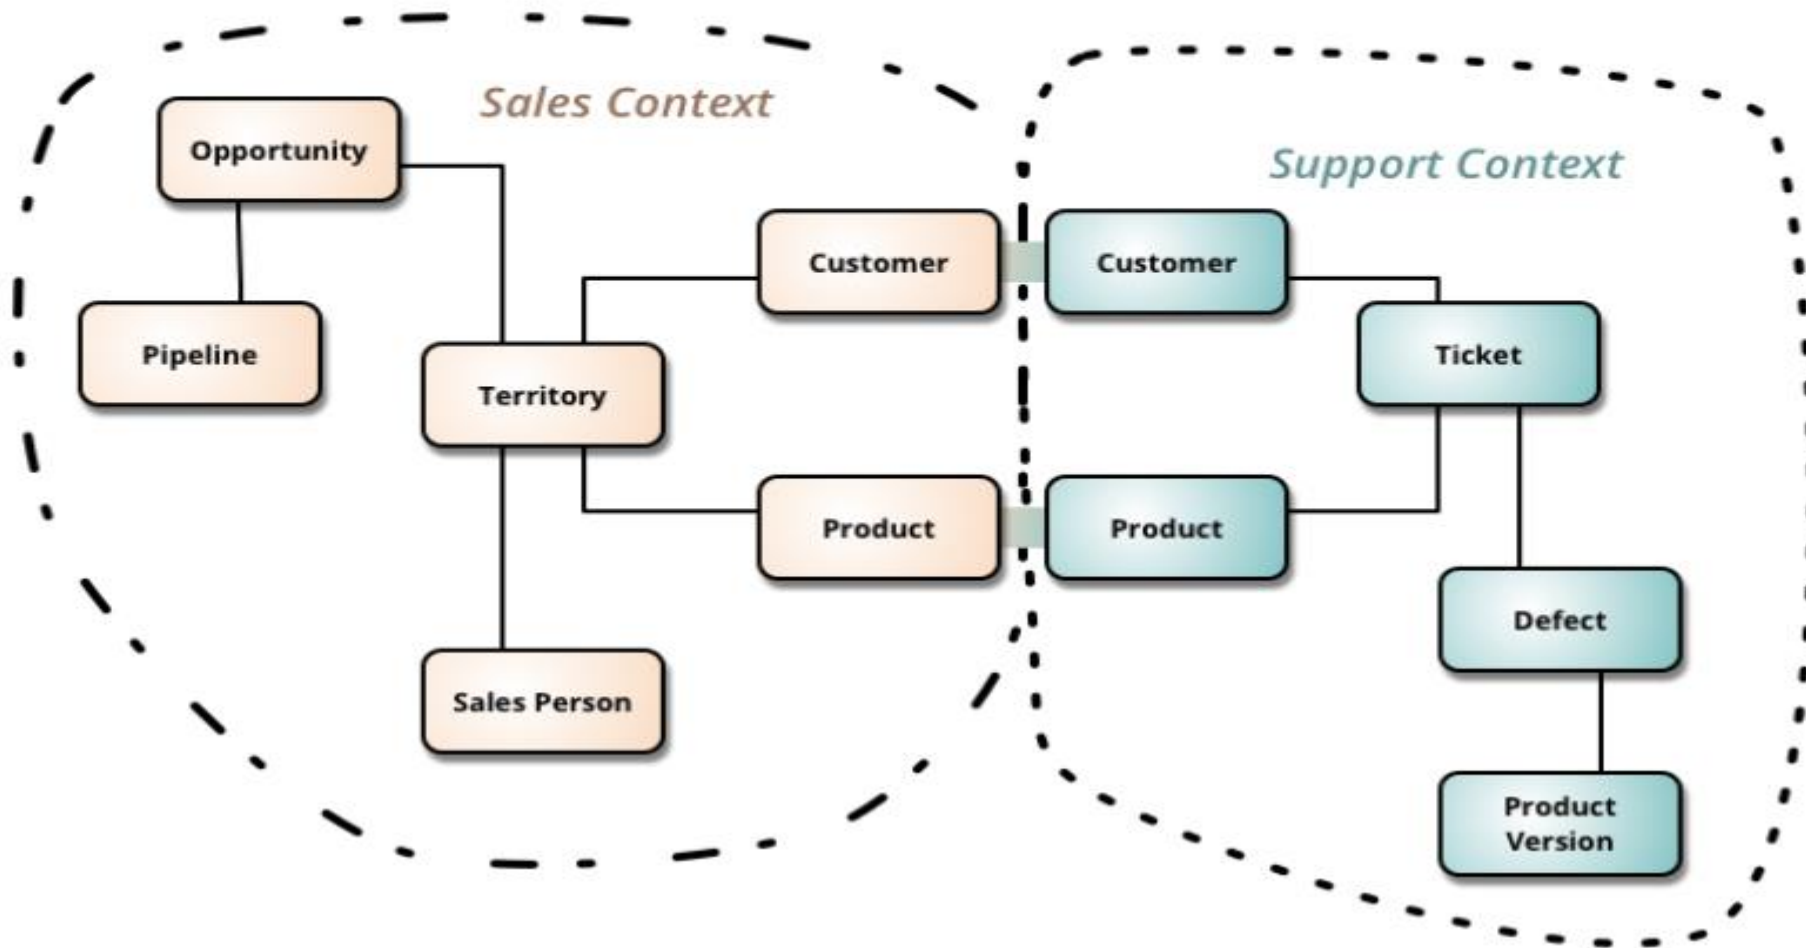 Sales Context
Opportunity
Support Context
Customer
Customer
Pipeline
Ticket
Territory
Product
Product
Defect
Sales Person
Product
Version